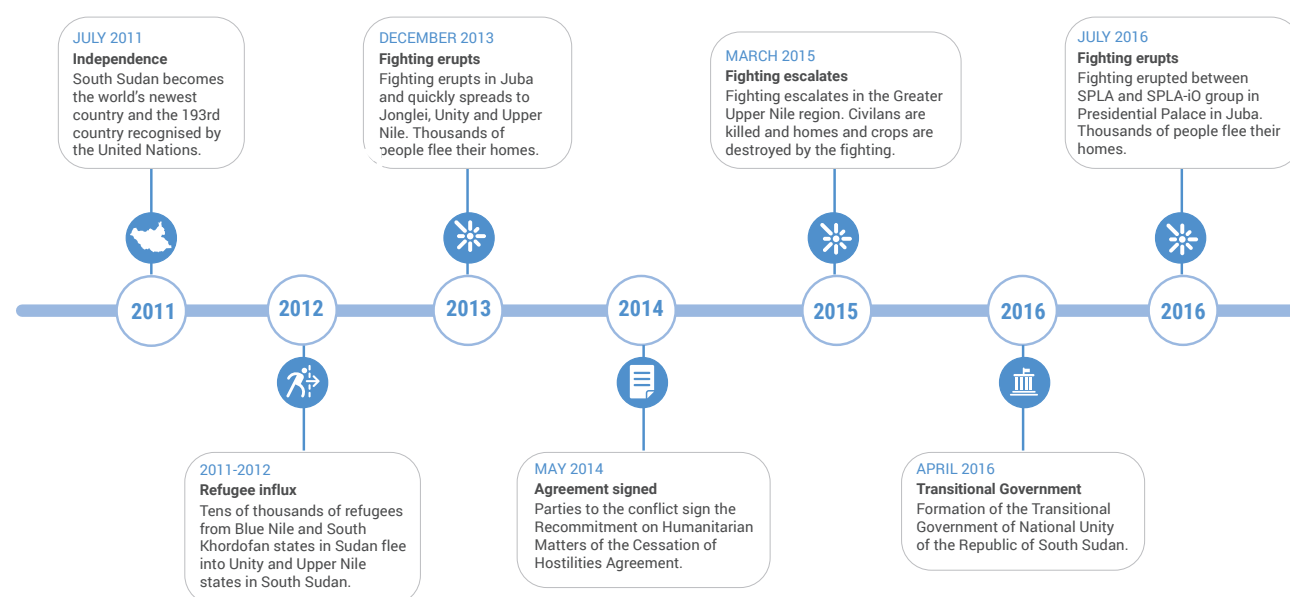 JULY 2011
Independence
South Sudan becomes
the world's newest
country and the 193rd
country recognised by
the United Nations.
DECEMBER 2013
Fighting erupts
Fighting erupts in Juba
and quickly spreads to
Jonglei, Unity and Upper
Nile. Thousands of
people flee their homes.
MARCH 2015
Fighting escalates
Fighting escalates in the Greater
Upper Nile region. Civilans are
killed and homes and crops are
destroyed by the fighting.
JULY 2016
Fighting erupts
Fighting erupted between
SPLA and SPLA-iO group in
Presidential Palace in Juba.
Thousands of people flee their
homes.
2011
2012
2013
2014
2015
2016
2016
2011-2012
Refugee influx
Tens of thousands of refugees
from Blue Nile and South
Khordofan states in Sudan flee
into Unity and Upper Nile
states in South Sudan.
MAY 2014
Agreement signed
Parties to the conflict sign the
Recommitment on Humanitarian
Matters of the Cessation of
Hostilities Agreement.
APRIL 2016
Transitional Government
Formation of the Transitional
Government of National Unity
of the Republic of South Sudan.